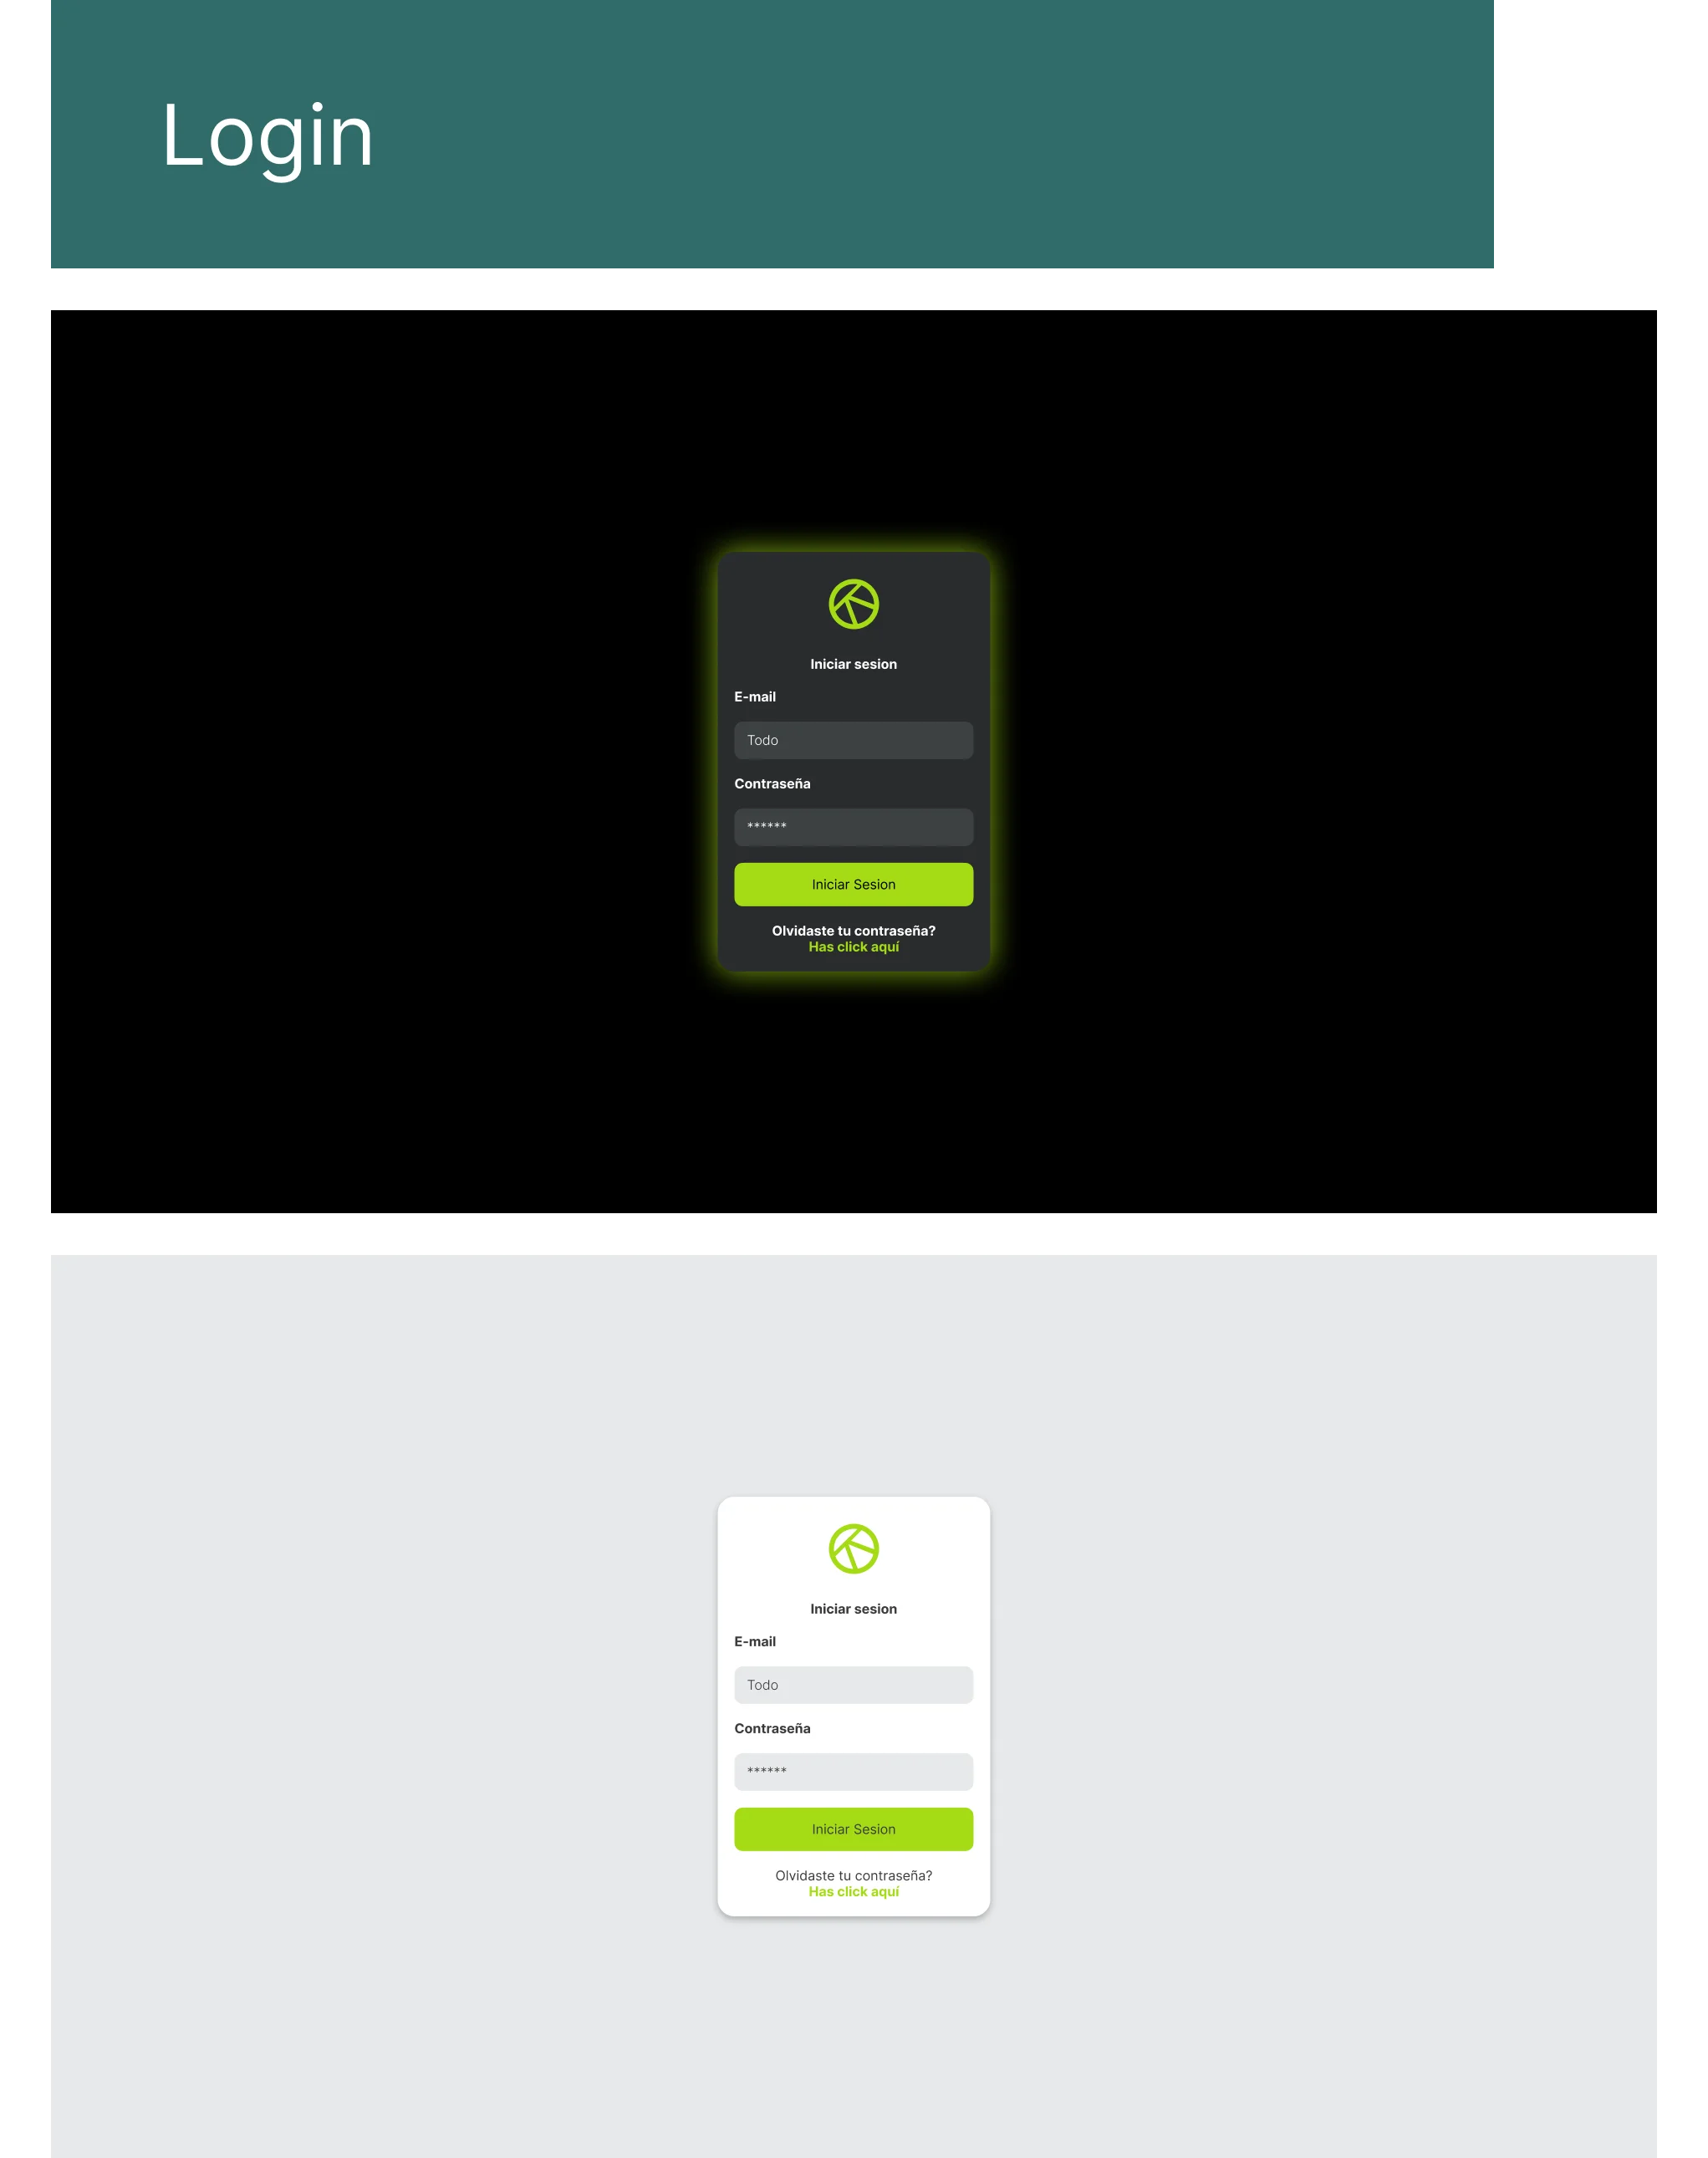 Login
Iniciar sesion
E-mail
Todo
Contraseña
******
Iniciar Sesion
Olvidaste tu contraseña?
Has click aquí
Iniciar sesion
E-mail
Todo
Contraseña
******
Iniciar Sesion
Olvidaste tu contraseña?
Has click aquí